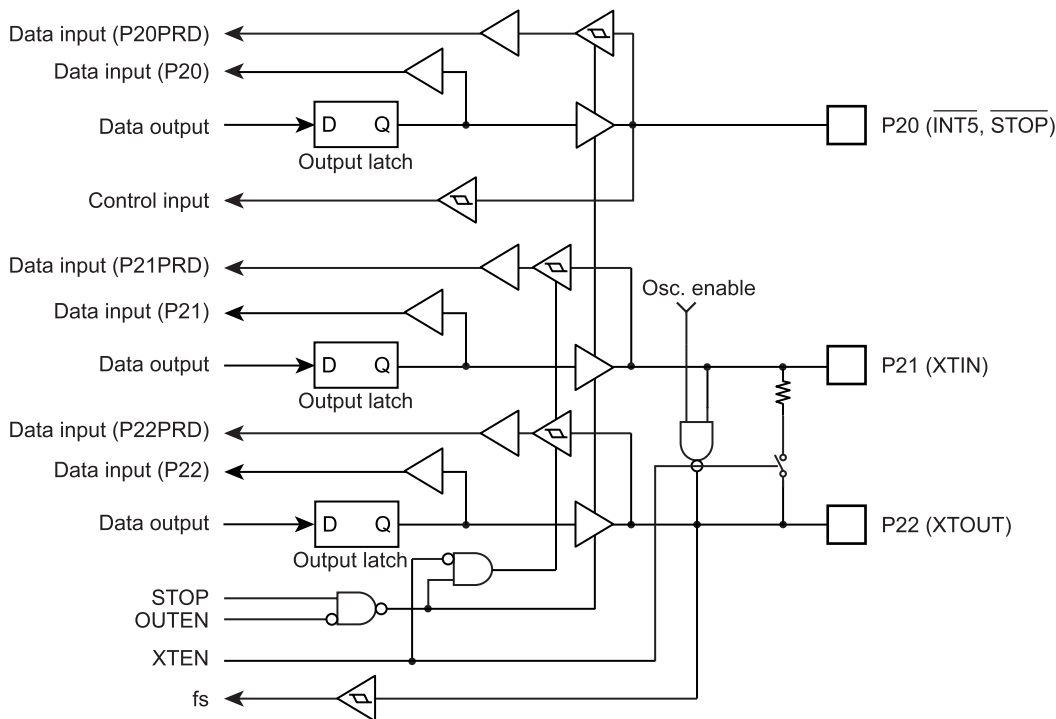 Data input (P20PRD)
Data input (P20)
Data output
D Q
Output latch
P20 (INT5, STOP)
Control input
Data input (P21PRD)
Osc. enable
Data input (P21)
Data output
D Q
Output latch
P21 (XTIN)
Data input (P22PRD)
Data input (P22)
Data output
D Q
Output latch
P22 (XTOUT)
STOP
OUTEN
XTEN
fs